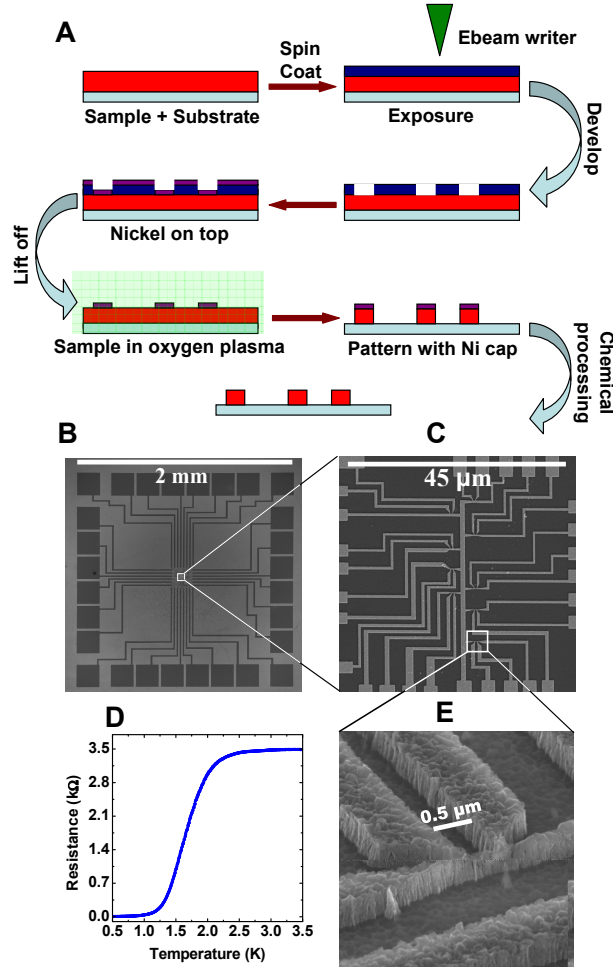 A
Ebeam writer
Spin
Coat
Sample + Substrate
Exposure
Develop
Nickel on top
Lift off
Sample in oxygen plasma
Pattern with Ni cap
Chemical
processing
B
C
2 mm
45 µm
D
E
3.5
2.8
2.1
1.4
0.7
0.0
Resistance (kΩ)
0.5 1.0 1.5 2.0 2.5 3.0 3.5
Temperature (K)
0.5 µm